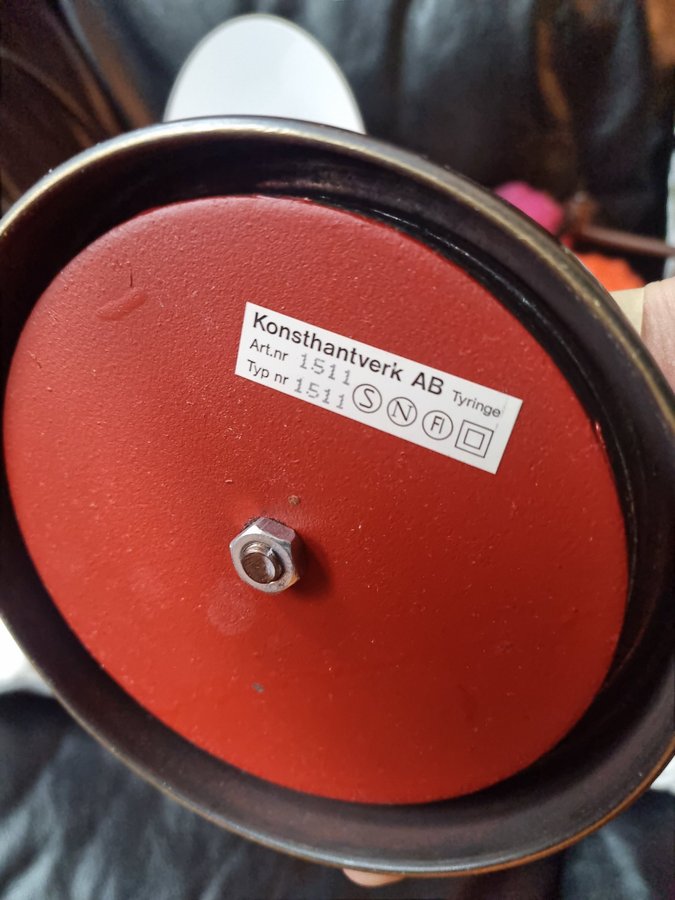 Konsthantverk AB Tyringe
Art.nr 1511
Typ nr 1511 S N FI